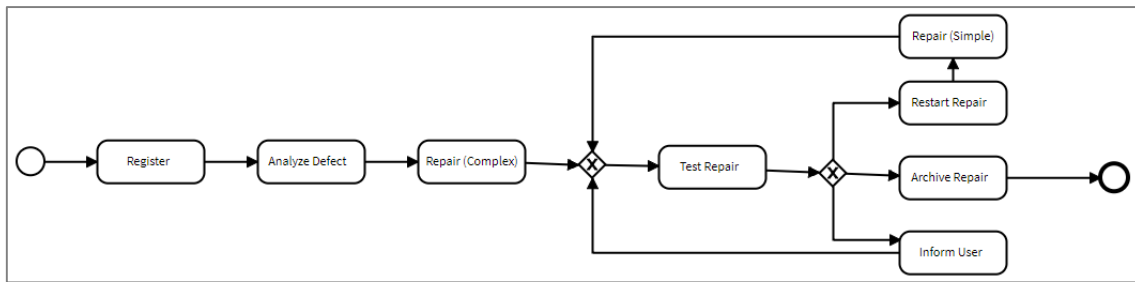 Register
Analyze Defect
Repair (Complex)
X
Test Repair
X
Repair (Simple)
Restart Repair
Archive Repair
Inform User